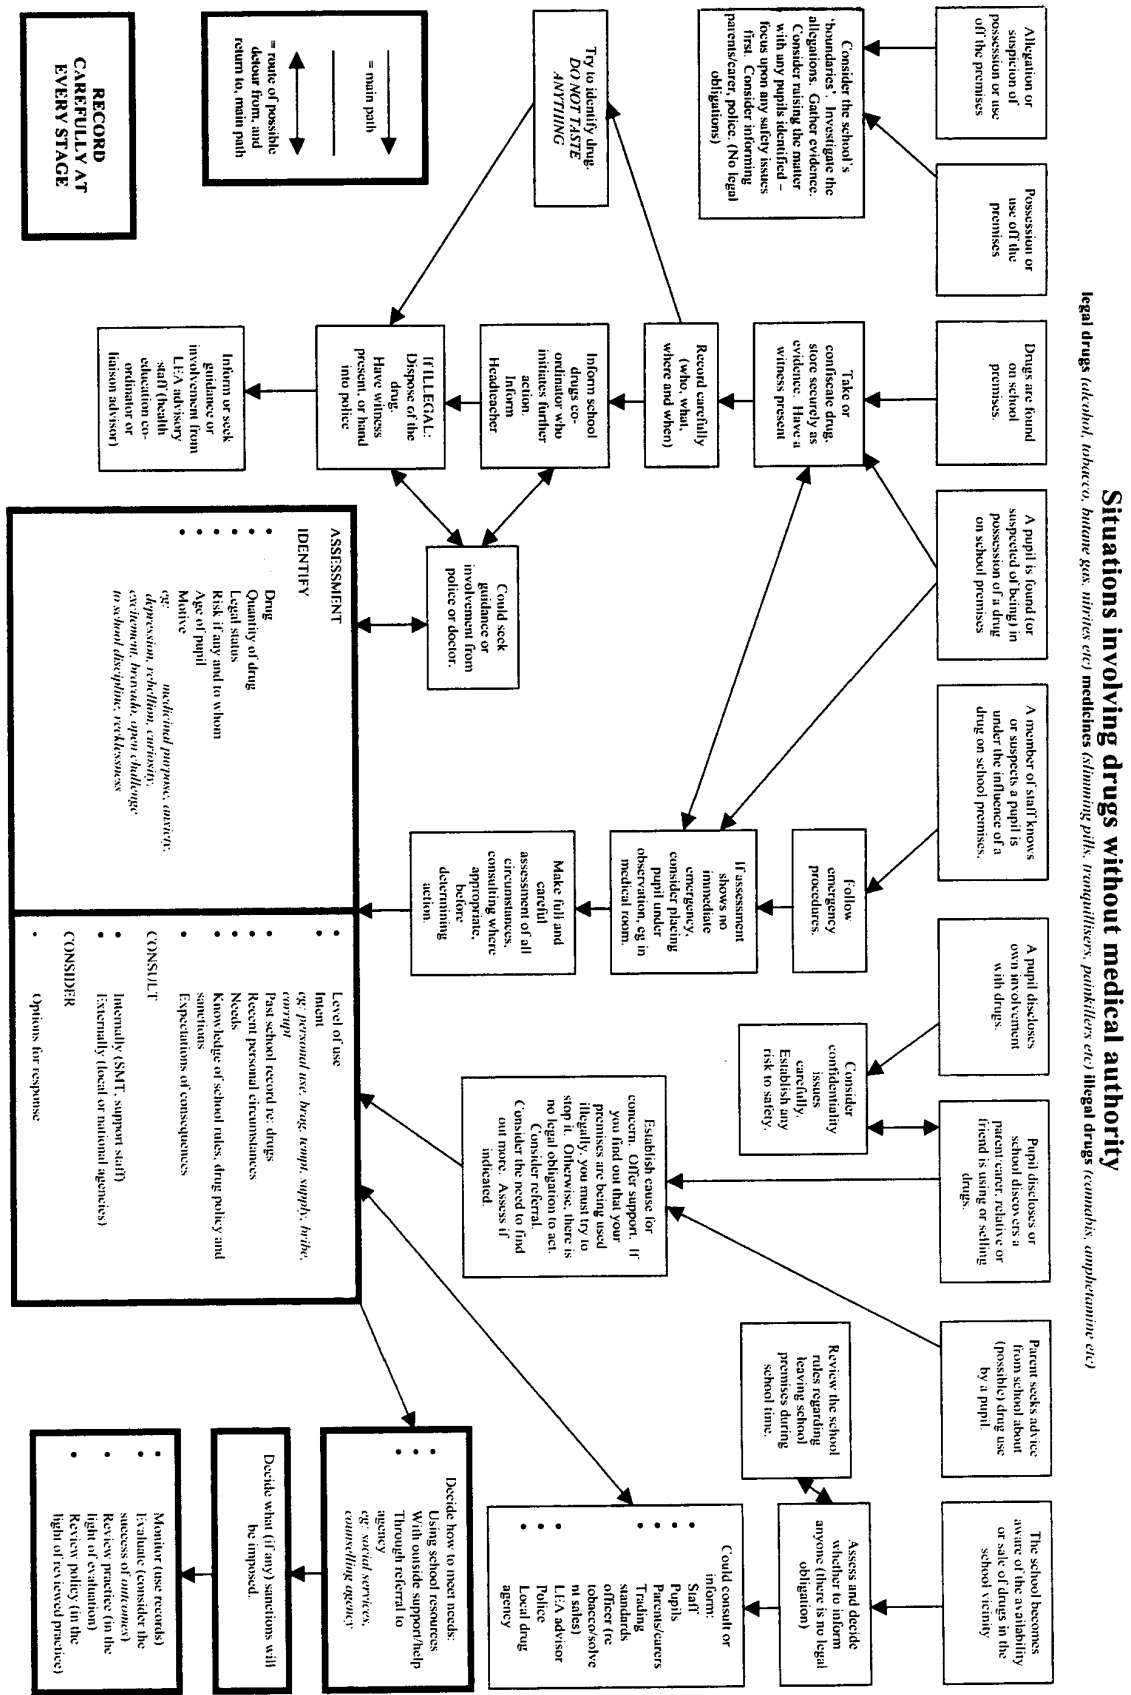 Situations involving drugs without medical authority
legal drugs (alcohol, tobacco, butane gas, nitrites etc) medicines (slimming pills, tranquillisers, painkillers etc) illegal drugs (cannabis, amphetamine etc)
Allegation or
suspicion of
possession or use
off the premises
Possession or
use off the
premises
Drugs are found
on school
premises.
A pupil is found (or
suspected of being) in
possession of a drug
on school premises
A member of staff knows
or suspects a pupil is
under the influence of a
drug on school premises.
A pupil discloses
own involvement
with drugs.
Pupil discloses or
school discovers a
parent/carer, relative or
friend is using or selling
drugs.
Parent seeks advice
from school about
(possible) drug use
by a pupil.
The school becomes
aware of the availability
or sale of drugs in the
school vicinity
Consider the school's
'boundaries'. Investigate the
allegations. Gather evidence.
Consider raising the matter
with any pupils identified –
focus upon any safety issues
first. Consider informing
parents/carer, police. (No legal
obligations)
Take or
confiscate drug,
store securely as
evidence. Have a
witness present
Follow
emergency
procedures.
Consider
confidentiality
issues
carefully.
Establish any
risk to safety.
Review the school
rules regarding
leaving school
premises during
school time.
Assess and decide
whether to inform
anyone (there is no legal
obligation)
Record carefully
(who, what,
where and when)
If assessment
shows no
immediate
emergency,
consider placing
pupil under
observation, eg in
medical room.
Establish cause for
concern. Offer support. If
you find out that your
premises are being used
illegally, you must try to
stop it. Otherwise, there is
no legal obligation to act.
Consider referral.
Consider the need to find
out more. Assess if
indicated.
Could consult or
inform:
• Staff
• Pupils
• Parents/carers
• Trading
standards
officer (re
tobacco/solve
nt sales)
• LEA advisor
• Police
• Local drug
agency
Try to identify drug.
DO NOT TASTE
ANYTHING
Inform school
drugs co-
ordinator who
initiates further
action.
Inform
Headteacher
Could seek
guidance or
involvement from
police or doctor.
Make full and
careful
assessment of all
circumstances,
consulting where
appropriate,
before
determining
action.
= main path
= route of possible
detour from, and
return to, main path
If ILLEGAL:
Dispose of the
drug.
Have witness
present, or hand
into police
Inform or seek
guidance or
involvement from
LEA advisory
staff (health
education co-
ordinator or
liaison advisor)
RECORD
CAREFULLY AT
EVERY STAGE
ASSESSMENT
IDENTIFY
• Drug
• Quantity of drug
• Legal status
• Risk if any and to whom
• Age of pupil
• Motive
eg: medicinal purpose, anxiety,
depression, rebellion, curiosity,
excitement, bravado, open challenge
to school discipline, recklessness
• Level of use
• Intent
eg: personal use, brag, tempt, supply, bribe,
corrupt
• Past school record re: drugs
• Recent personal circumstances
• Needs
• Knowledge of school rules, drug policy and
sanctions
• Expectations of consequences
CONSULT
• Internally (SMT, support staff)
• Externally (local or national agencies)
CONSIDER
• Options for response
Decide how to meet needs:
• Using school resources
• With outside support/help
• Through referral to
agency
eg: social services,
counselling agency
Decide what (if any) sanctions will
be imposed.
• Monitor (use records)
• Evaluate (consider the
success of outcomes)
• Review practice (in the
light of evaluation)
• Review policy (in the
light of reviewed practice)